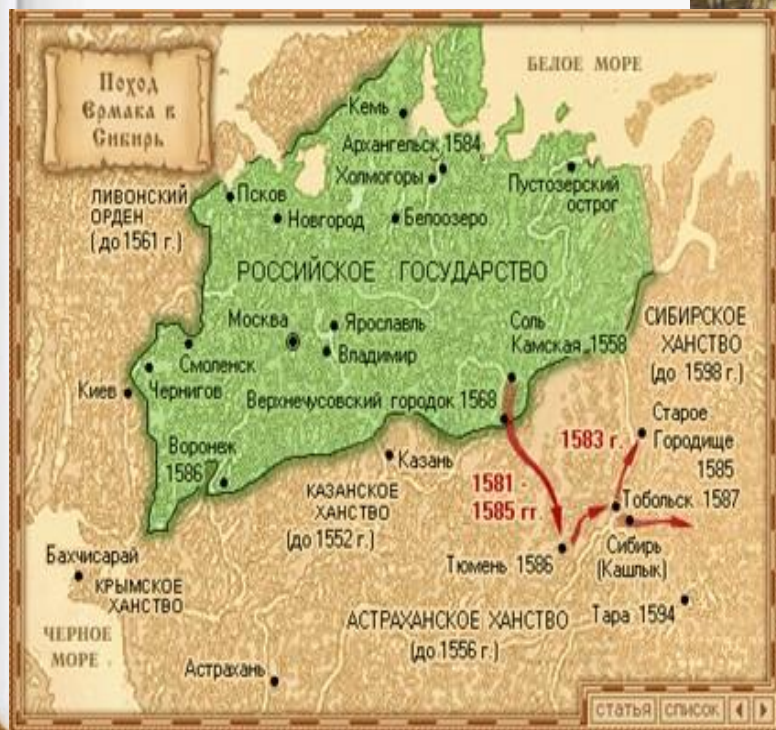 Поход
Ермака в
Сибирь
БЕЛОЕ МОРЕ
Кемь
Архангельск 1584
Холмогоры
Пустозерский
острог
ЛИВОНСКИЙ
ОРДЕН
(до 1561 г.)
Псков
Новгород
Белоозеро
РОССИЙСКОЕ ГОСУДАРСТВО
Москва
Ярославль
Владимир
Соль
Камская 1558
СИБИРСКОЕ
ХАНСТВО
(до 1598 г.)
Смоленск
Киев
Чернигов
Верхнечусовский городок 1568
Старое
Городище
1585
1583 г.
Воронеж
1586
Казань
КАЗАНСКОЕ
ХАНСТВО
(до 1552 г.)
1581 -
1585 гг
Тобольск 1587
Сибирь
(Кашлык)
Тюмень 1586
Бахчисарай
КРЫМСКОЕ
ХАНСТВО
АСТРАХАНСКОЕ ХАНСТВО
(до 1556 г.)
Тара 1594
ЧЕРНОЕ
МОРЕ
Астрахань
статья
список